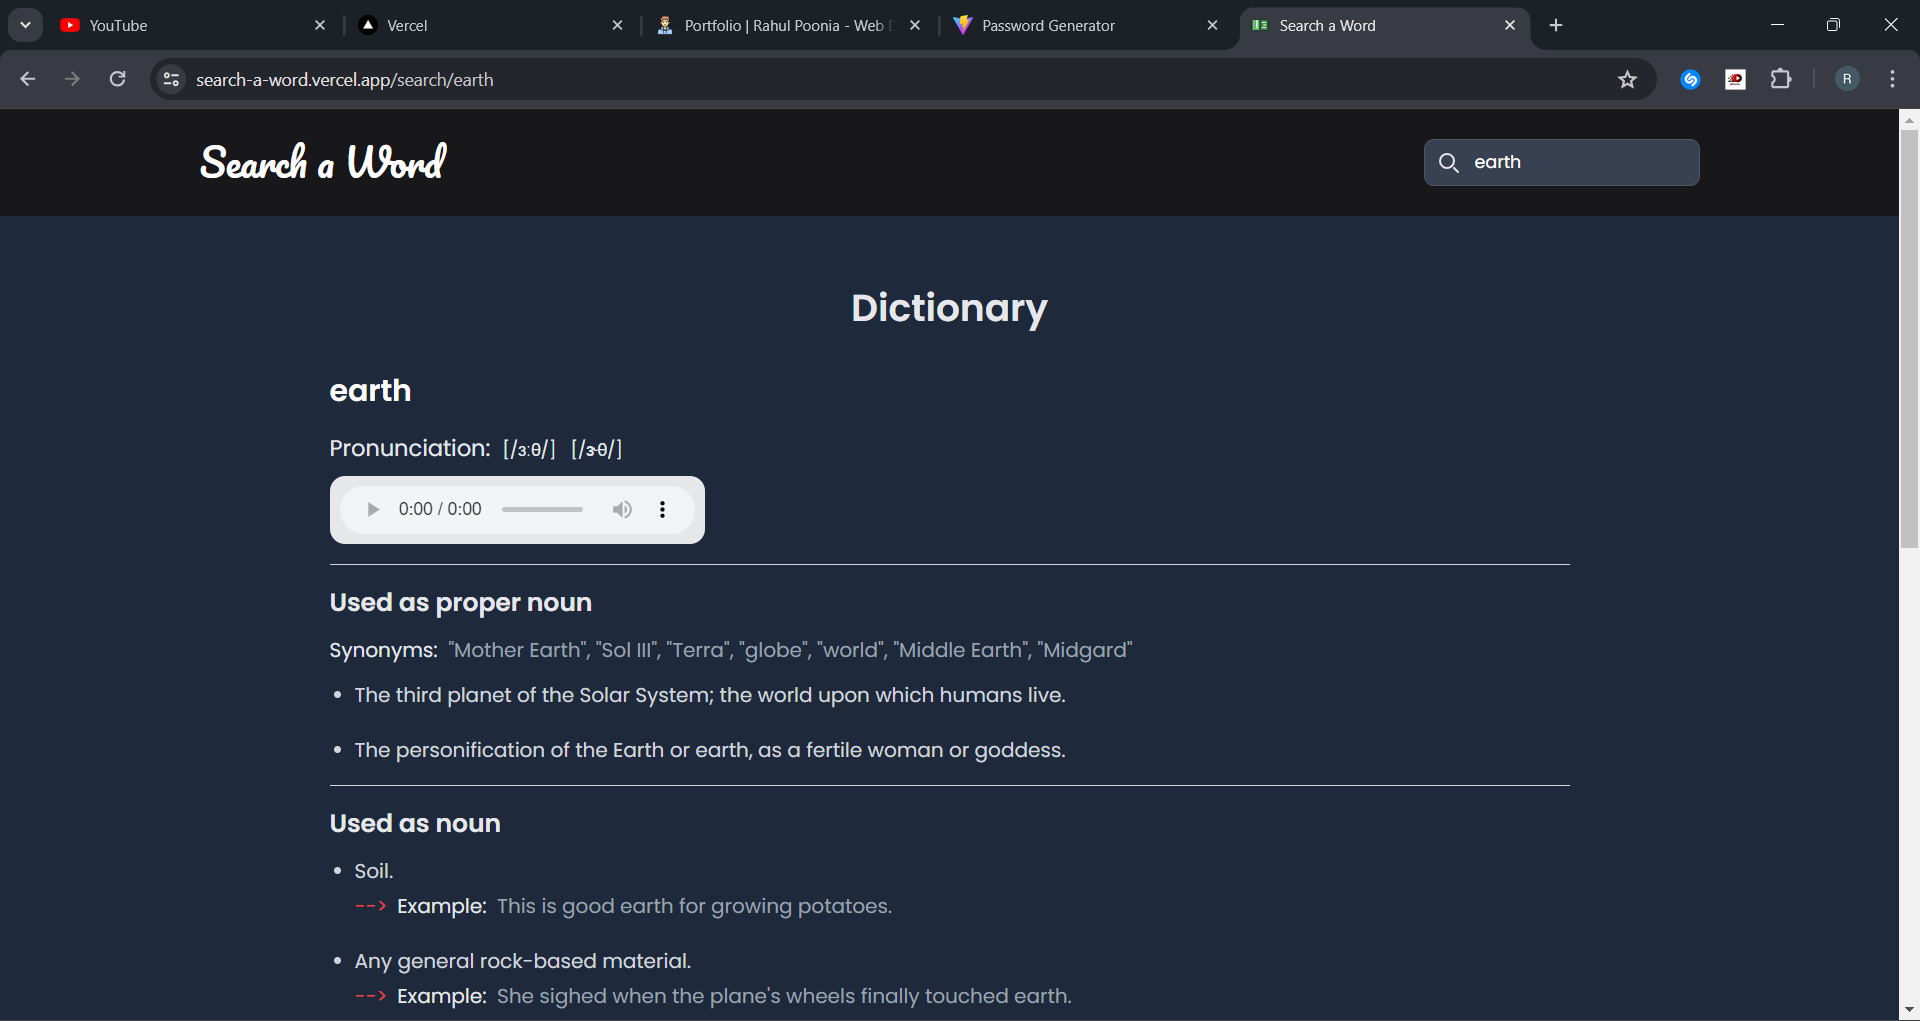 YouTube
Vercel
Portfolio | Rahul Poonia - Web
Password Generator
Search a Word
search-a-word.vercel.app/search/earth
R
Search a Word
earth
Dictionary
earth
Pronunciation: [/ɜːθ/] [/ɝθ/]
0:00 / 0:00
Used as proper noun
Synonyms: "Mother Earth", "Sol III", "Terra", "globe", "world", "Middle Earth", "Midgard"
• The third planet of the Solar System; the world upon which humans live.
• The personification of the Earth or earth, as a fertile woman or goddess.
Used as noun
• Soil.
--> Example: This is good earth for growing potatoes.
• Any general rock-based material.
--> Example: She sighed when the plane's wheels finally touched earth.